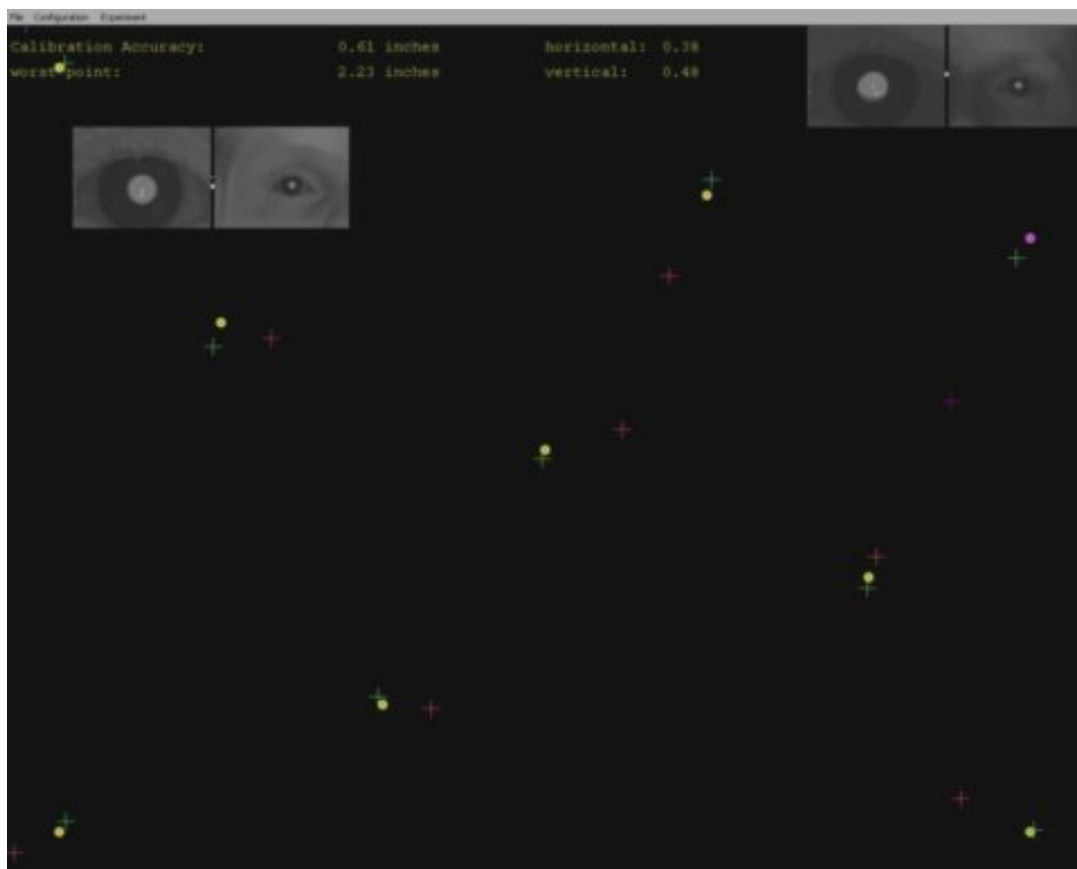 File Configuration Experiment
Calibration Accuracy: 0.61 inches horizontal: 0.38
worst point: 2.23 inches vertical: 0.48